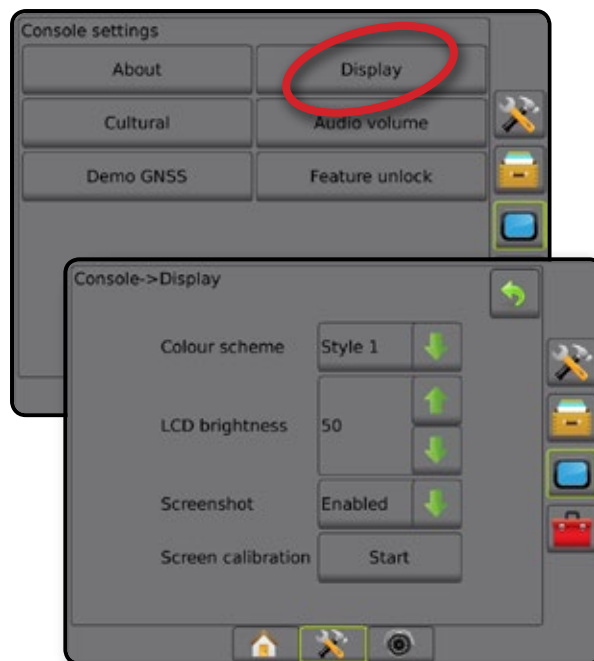 Console settings
About Display
Cultural Audio volume
Demo GNSS Feature unlock
Console->Display
Colour scheme Style 1
LCD brightness 50
Screenshot Enabled
Screen calibration Start